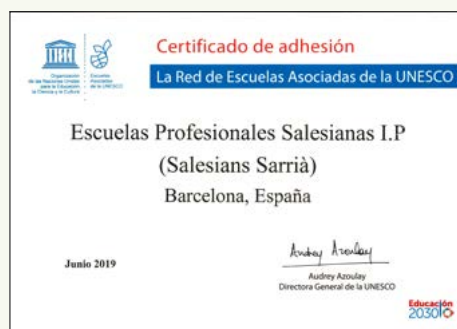 Certificado de adhesión
La Red de Escuelas Asociadas de la UNESCO
Organización
de las Naciones Unidas
para la Educación,
la Ciencia y la Cultura
Escuelas
Asociadas
de la UNESCO
Escuelas Profesionales Salesianas I.P
(Salesians Sarrià)
Barcelona, España
Junio 2019
Audrey Azoulay
Audrey Azoulay
Directora General de la UNESCO
Educación
2030